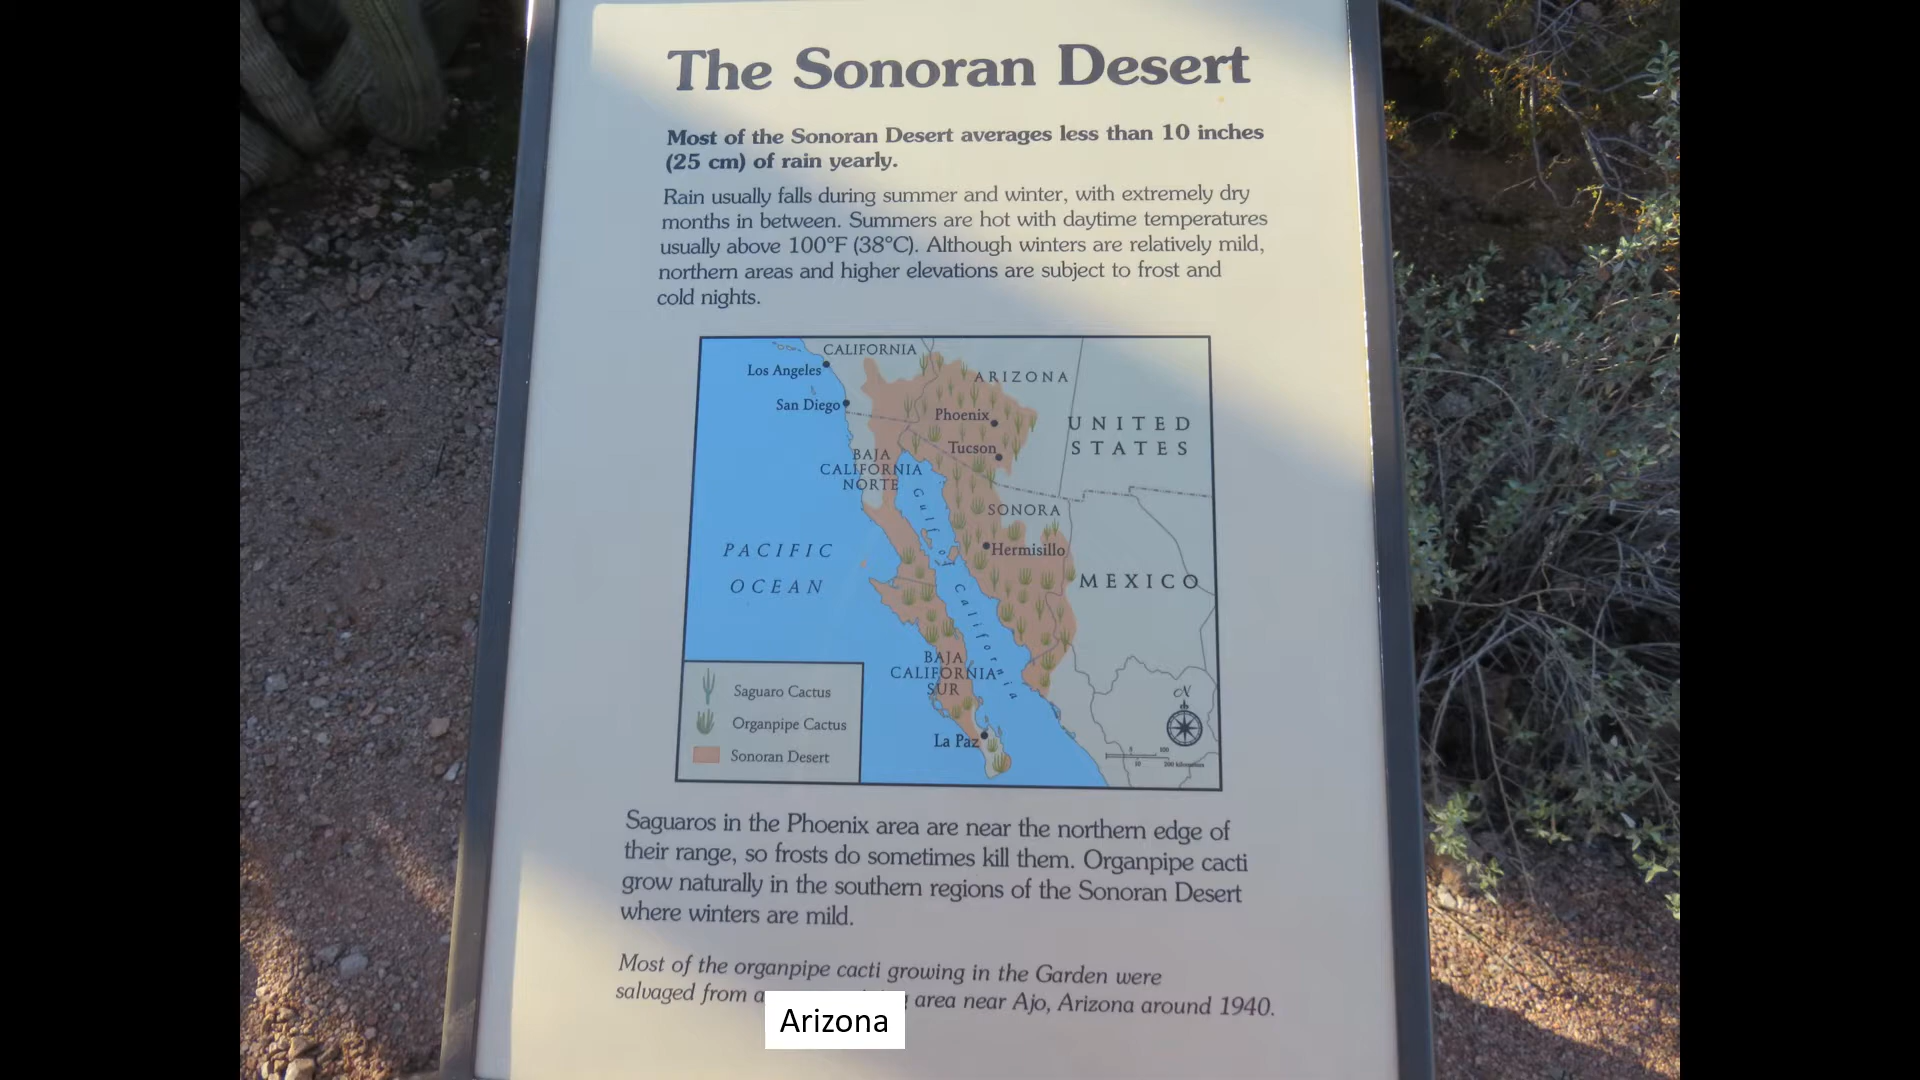 The Sonoran Desert
Most of the Sonoran Desert averages less than 10 inches
(25 cm) of rain yearly.
Rain usually falls during summer and winter, with extremely dry
months in between. Summers are hot with daytime temperatures
usually above 100°F (38°C). Although winters are relatively mild,
northern areas and higher elevations are subject to frost and
cold nights.
CALIFORNIA
Los Angeles
ARIZONA
San Diego
Phoenix
UNITED
STATES
Tucson
BAJA
CALIFORNIA
NORTE
Gulf of California
SONORA
Hermisillo
PACIFIC
OCEAN
MEXICO
BAJA
CALIFORNIA
SUR
La Paz
N
Saguaro Cactus
Organpipe Cactus
Sonoran Desert
100
200 kilometres
Saguaros in the Phoenix area are near the northern edge of
their range, so frosts do sometimes kill them. Organpipe cacti
grow naturally in the southern regions of the Sonoran Desert
where winters are mild.
Most of the organpipe cacti growing in the Garden were
salvaged from a area near Ajo, Arizona around 1940.
Arizona